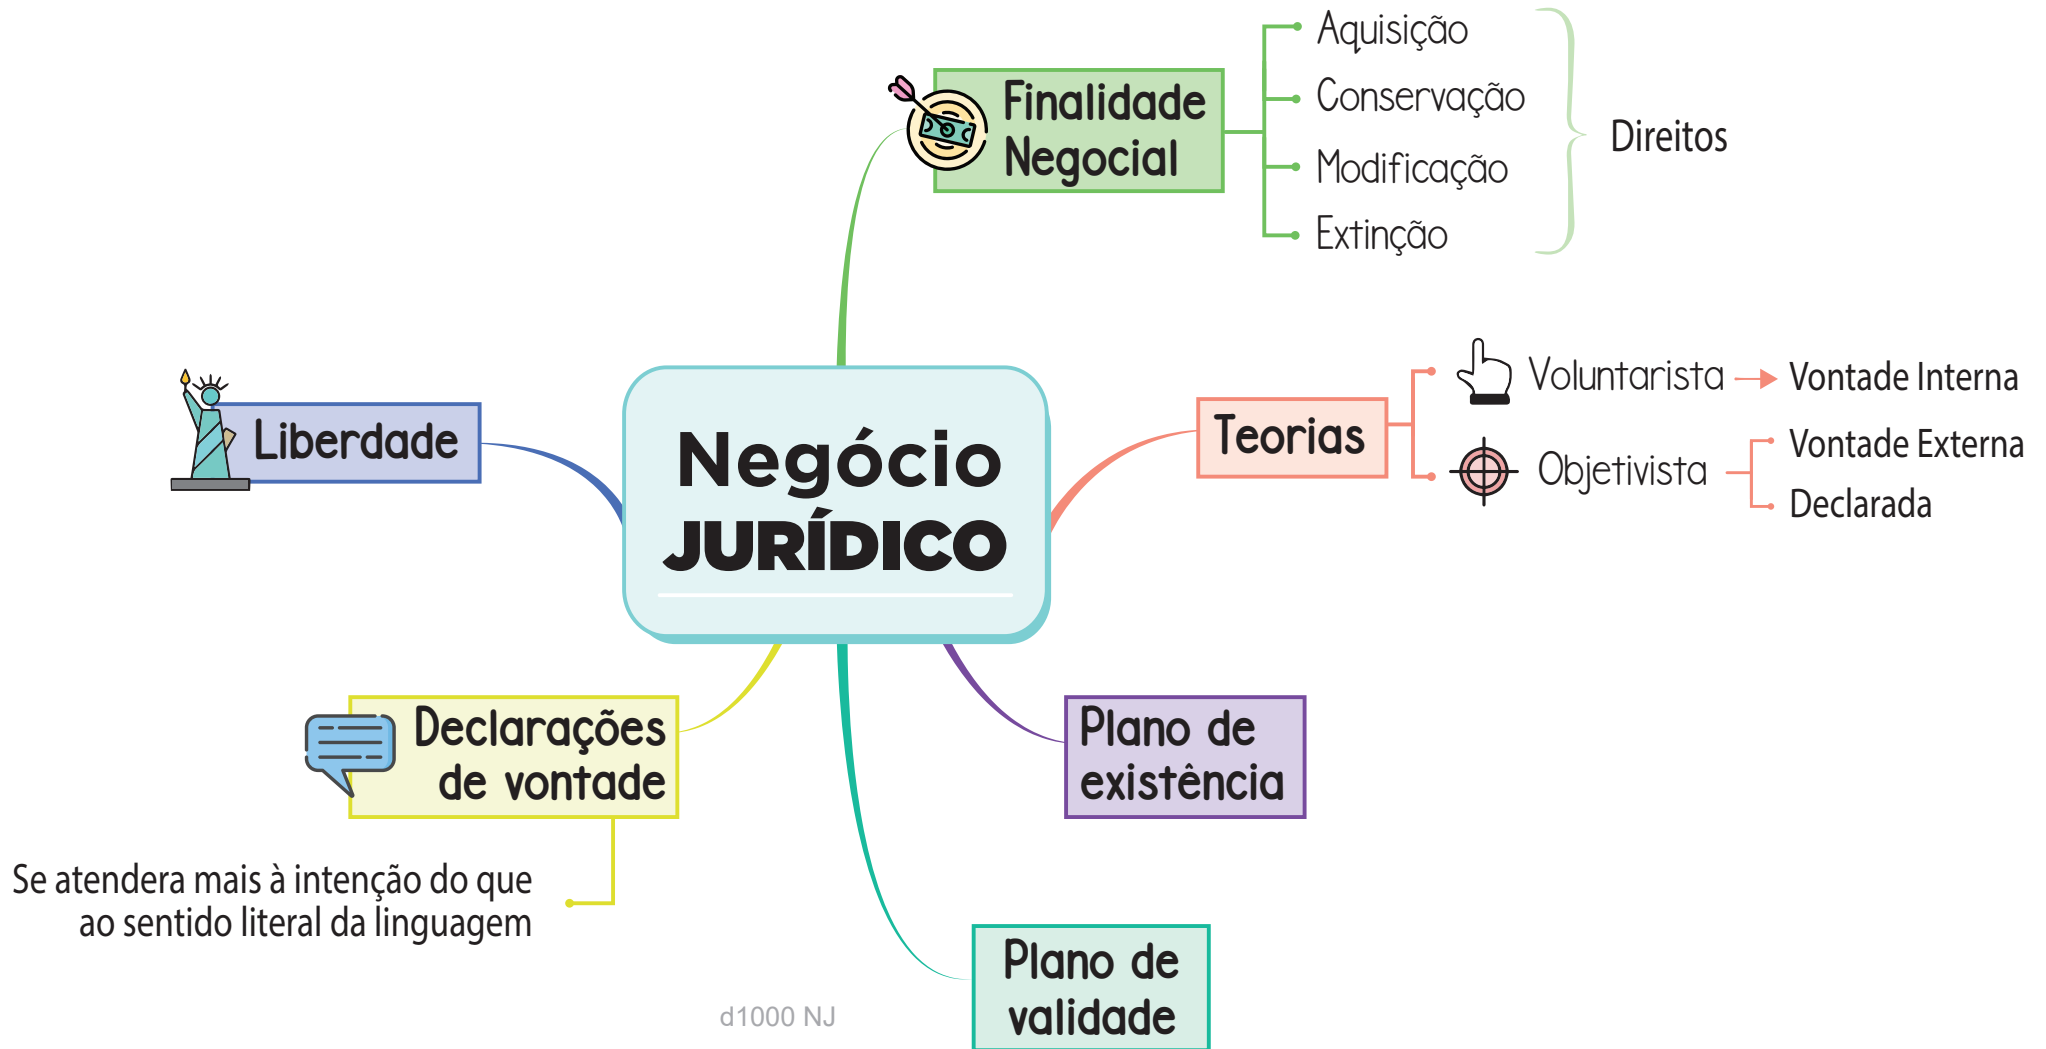 Aquisição
Conservação
Modificação
Extinção
Direitos
Finalidade
Negocial
Liberdade
Negócio
JURÍDICO
Teorias
Voluntarista
Vontade Interna
Objetivista
Vontade Externa
Declarada
Declarações
de vontade
Se atendera mais à intenção do que
ao sentido literal da linguagem
Plano de
existência
Plano de
validade
d1000 NJ